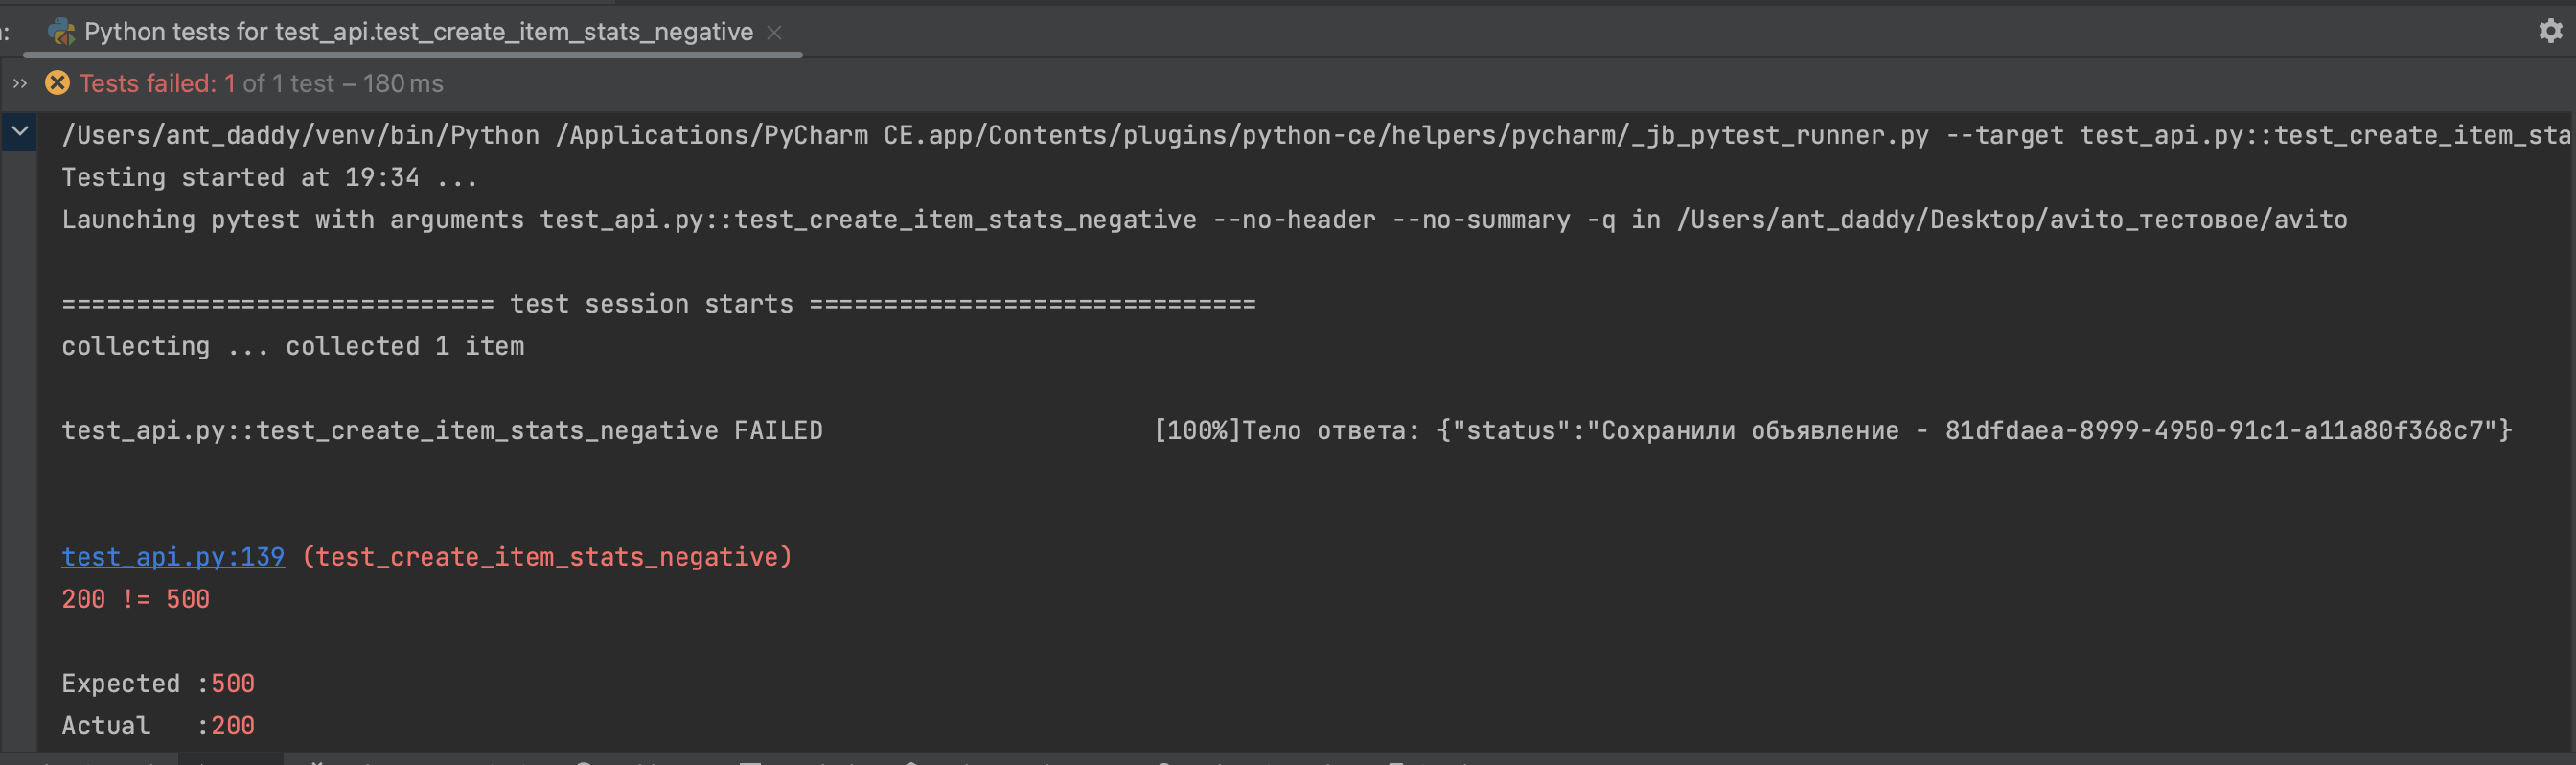 Python tests for test_api.test_create_item_stats_negative
Tests failed: 1 of 1 test – 180 ms
/Users/ant_daddy/venv/bin/Python /Applications/PyCharm CE.app/Contents/plugins/python-ce/helpers/pycharm/_jb_pytest_runner.py --target test_api.py::test_create_item_sta
Testing started at 19:34 ...
Launching pytest with arguments test_api.py::test_create_item_stats_negative --no-header --no-summary -q in /Users/ant_daddy/Desktop/avito_тестовое/avito
============================= test session starts ==============================
collecting ... collected 1 item
test_api.py::test_create_item_stats_negative FAILED [100%]Тело ответа: {"status":"Сохранили объявление - 81dfdaea-8999-4950-91c1-a11a80f368c7"}
test_api.py:139 (test_create_item_stats_negative)
200 != 500
Expected :500
Actual :200